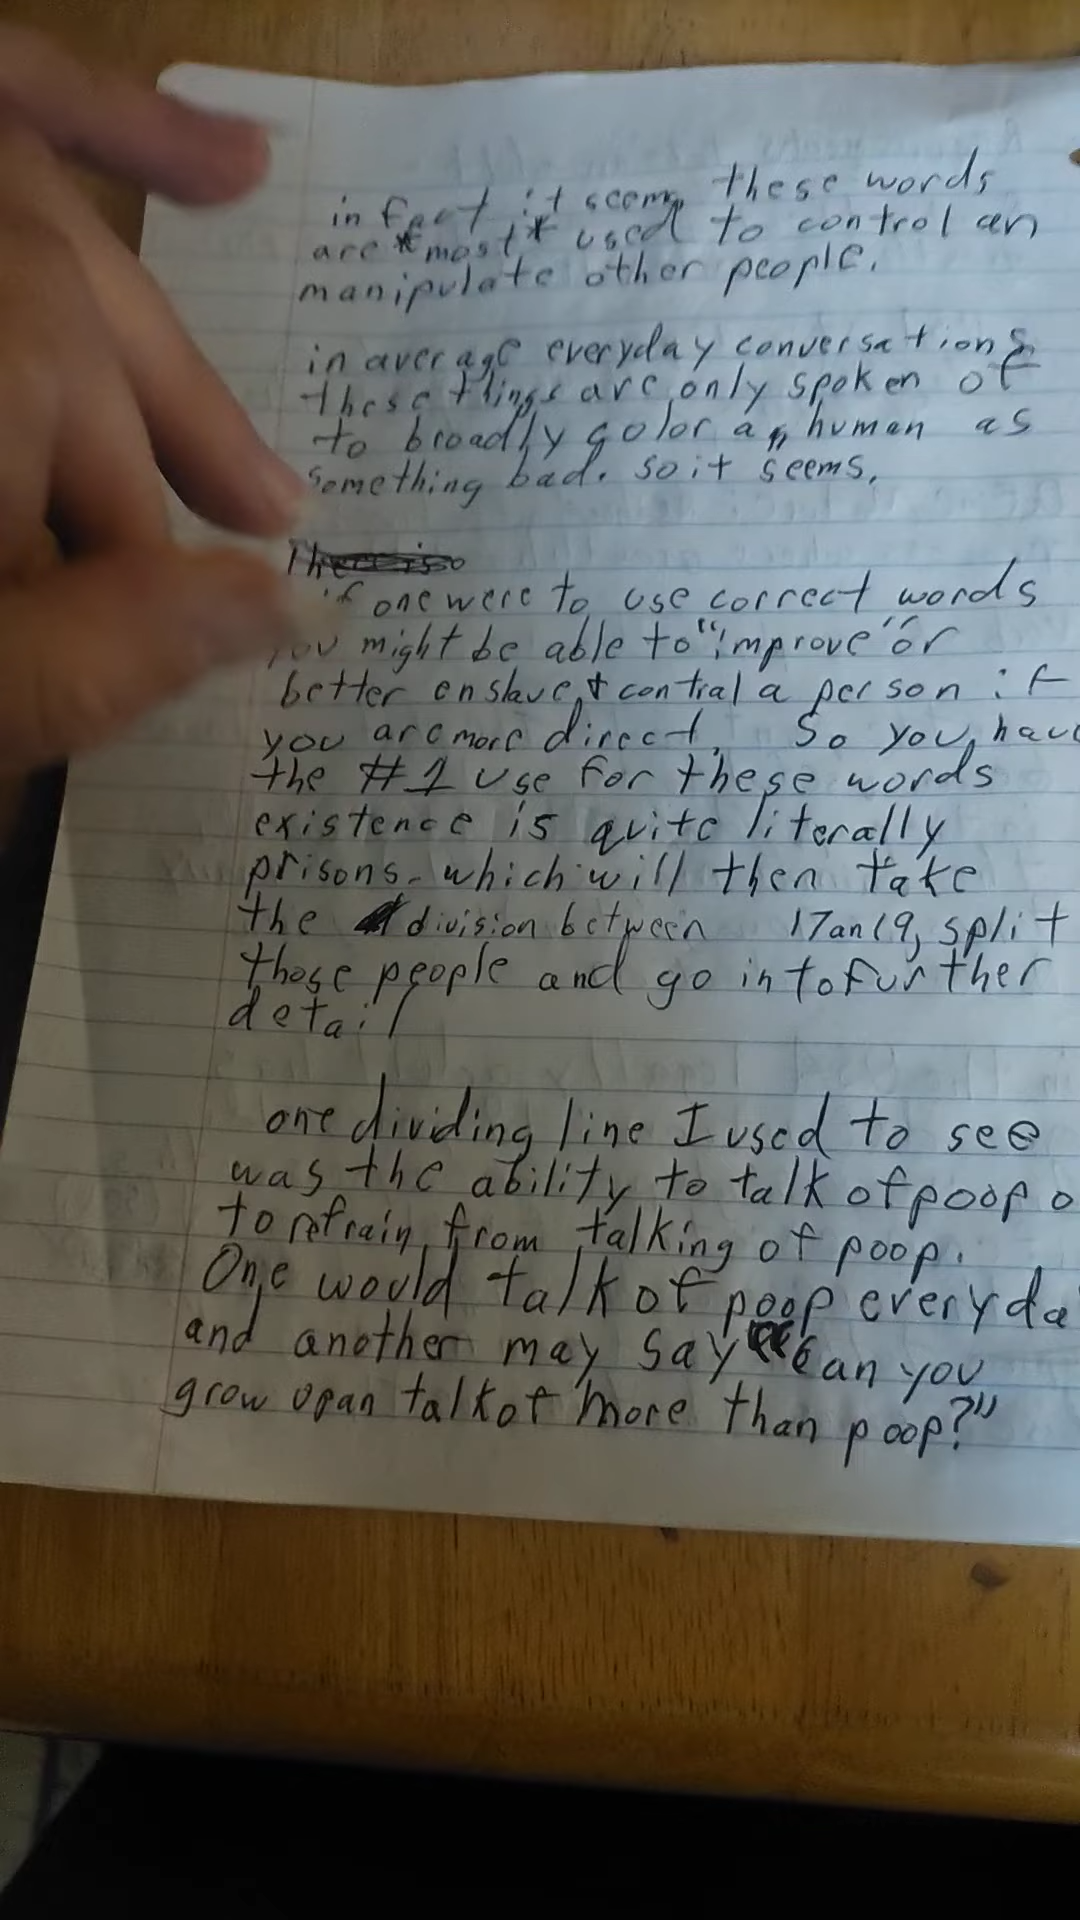 in fact it seems these words
are *most* used to control an
manipulate other people.
in average everyday conversations
these things are only spoken of
to broadly color a human as
something bad. so it seems.
There is
if one were to use correct words
you might be able to "improve" or
better enslave & control a person if
you are more direct. So you have
the #1 use for these words
existence is quite literally
prisons. which will then take
the division between 17 an 19, split
those people and go into further
detail
one dividing line I used to see
was the ability to talk of poop o
to refrain from talking of poop.
One would talk of poop everyda
and another may say "can you
grow up an talk of more than poop?"